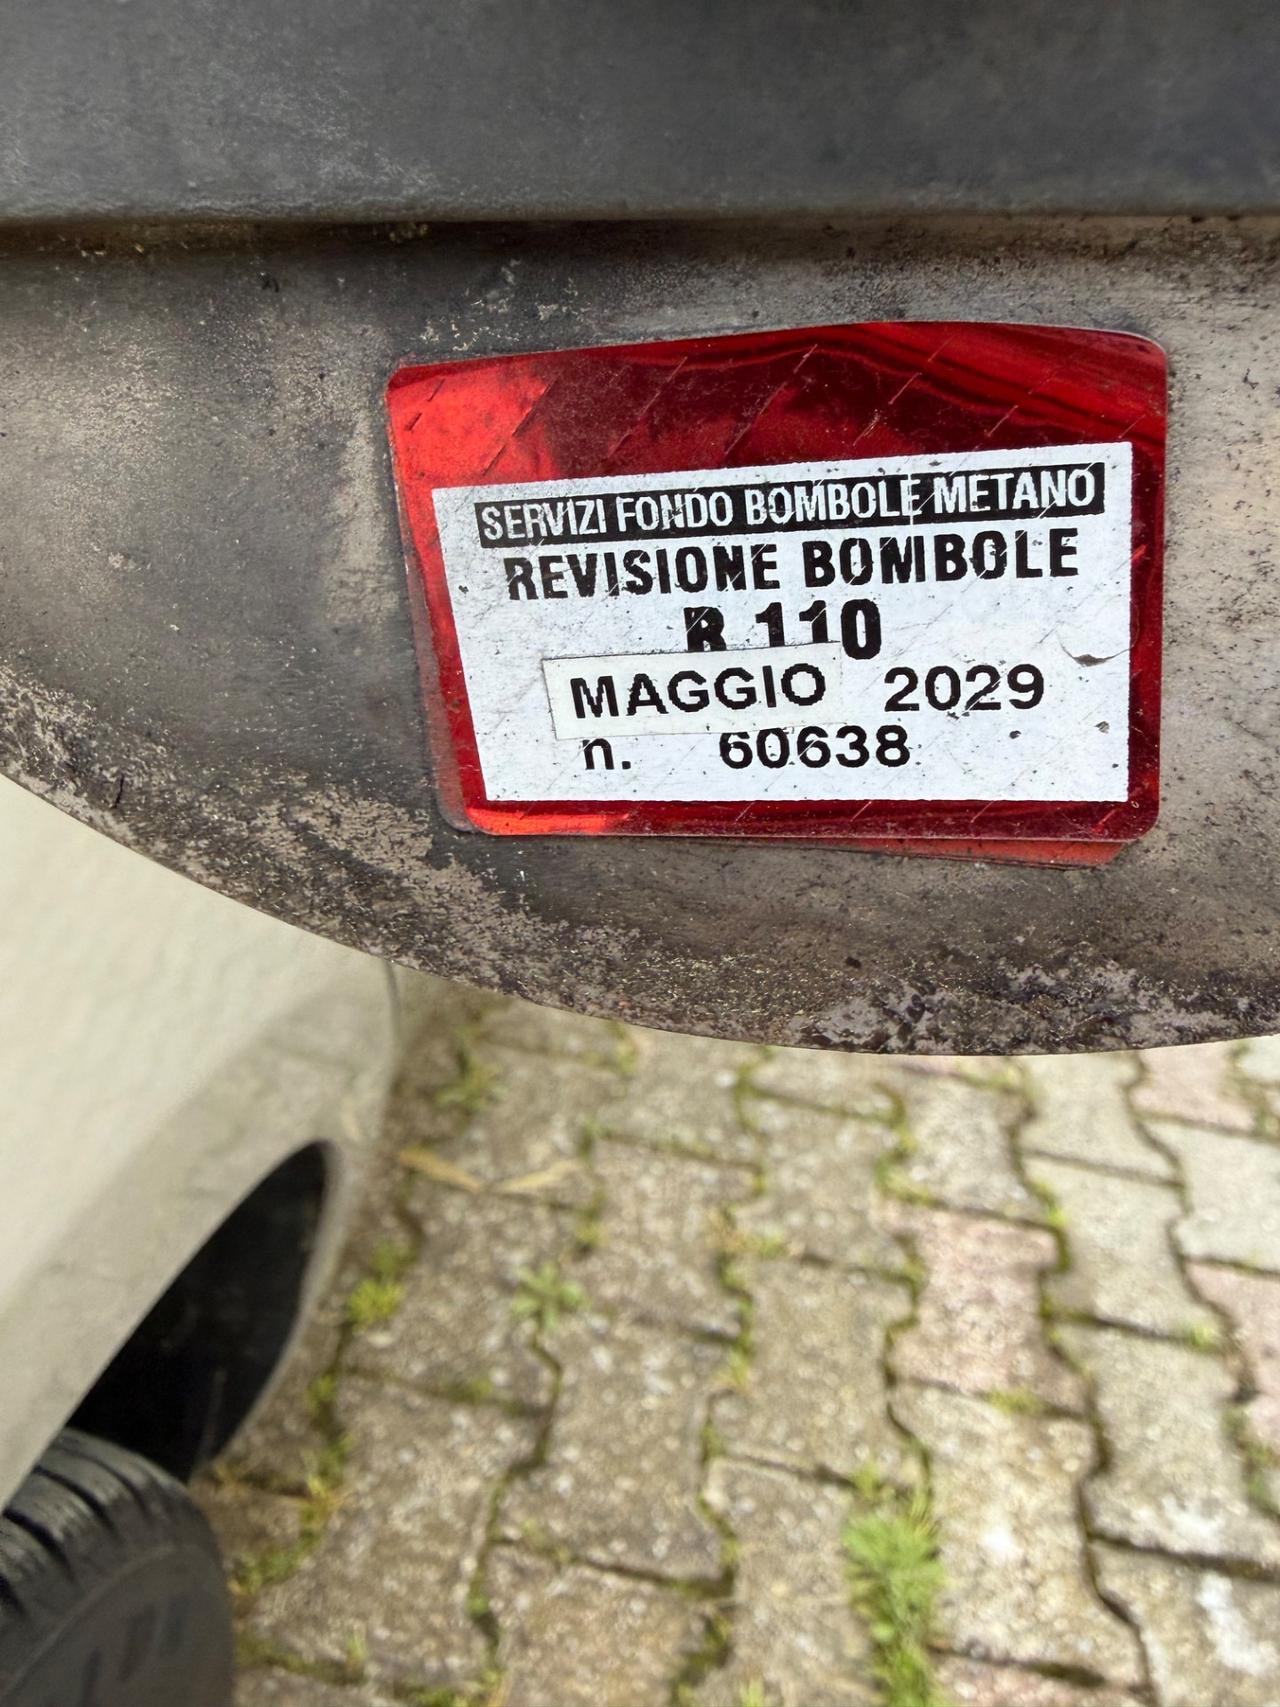 SERVIZI FONDO BOMBOLE METANO
REVISIONE BOMBOLE
R 110
MAGGIO 2029
n. 60638